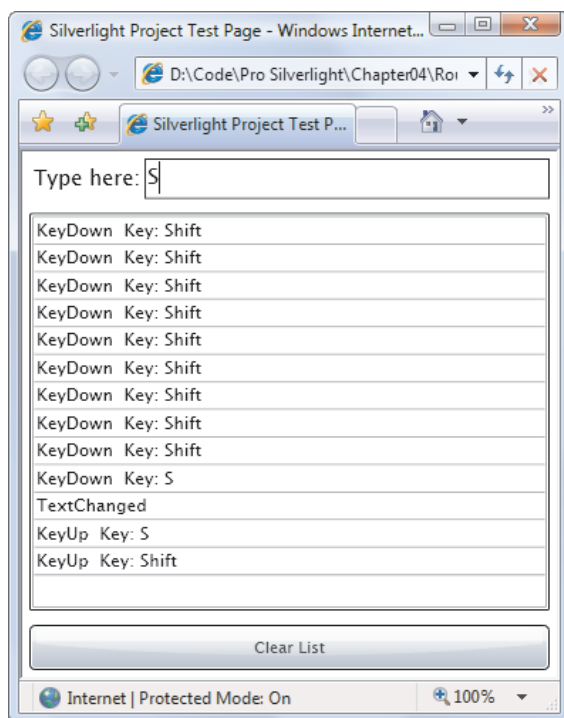 Silverlight Project Test Page - Windows Internet...
D:\Code\Pro Silverlight\Chapter04\Rou
Silverlight Project Test P...
Type here: S
KeyDown Key: Shift
KeyDown Key: Shift
KeyDown Key: Shift
KeyDown Key: Shift
KeyDown Key: Shift
KeyDown Key: Shift
KeyDown Key: Shift
KeyDown Key: Shift
KeyDown Key: Shift
KeyDown Key: S
TextChanged
KeyUp Key: S
KeyUp Key: Shift
Clear List
Internet | Protected Mode: On 100%